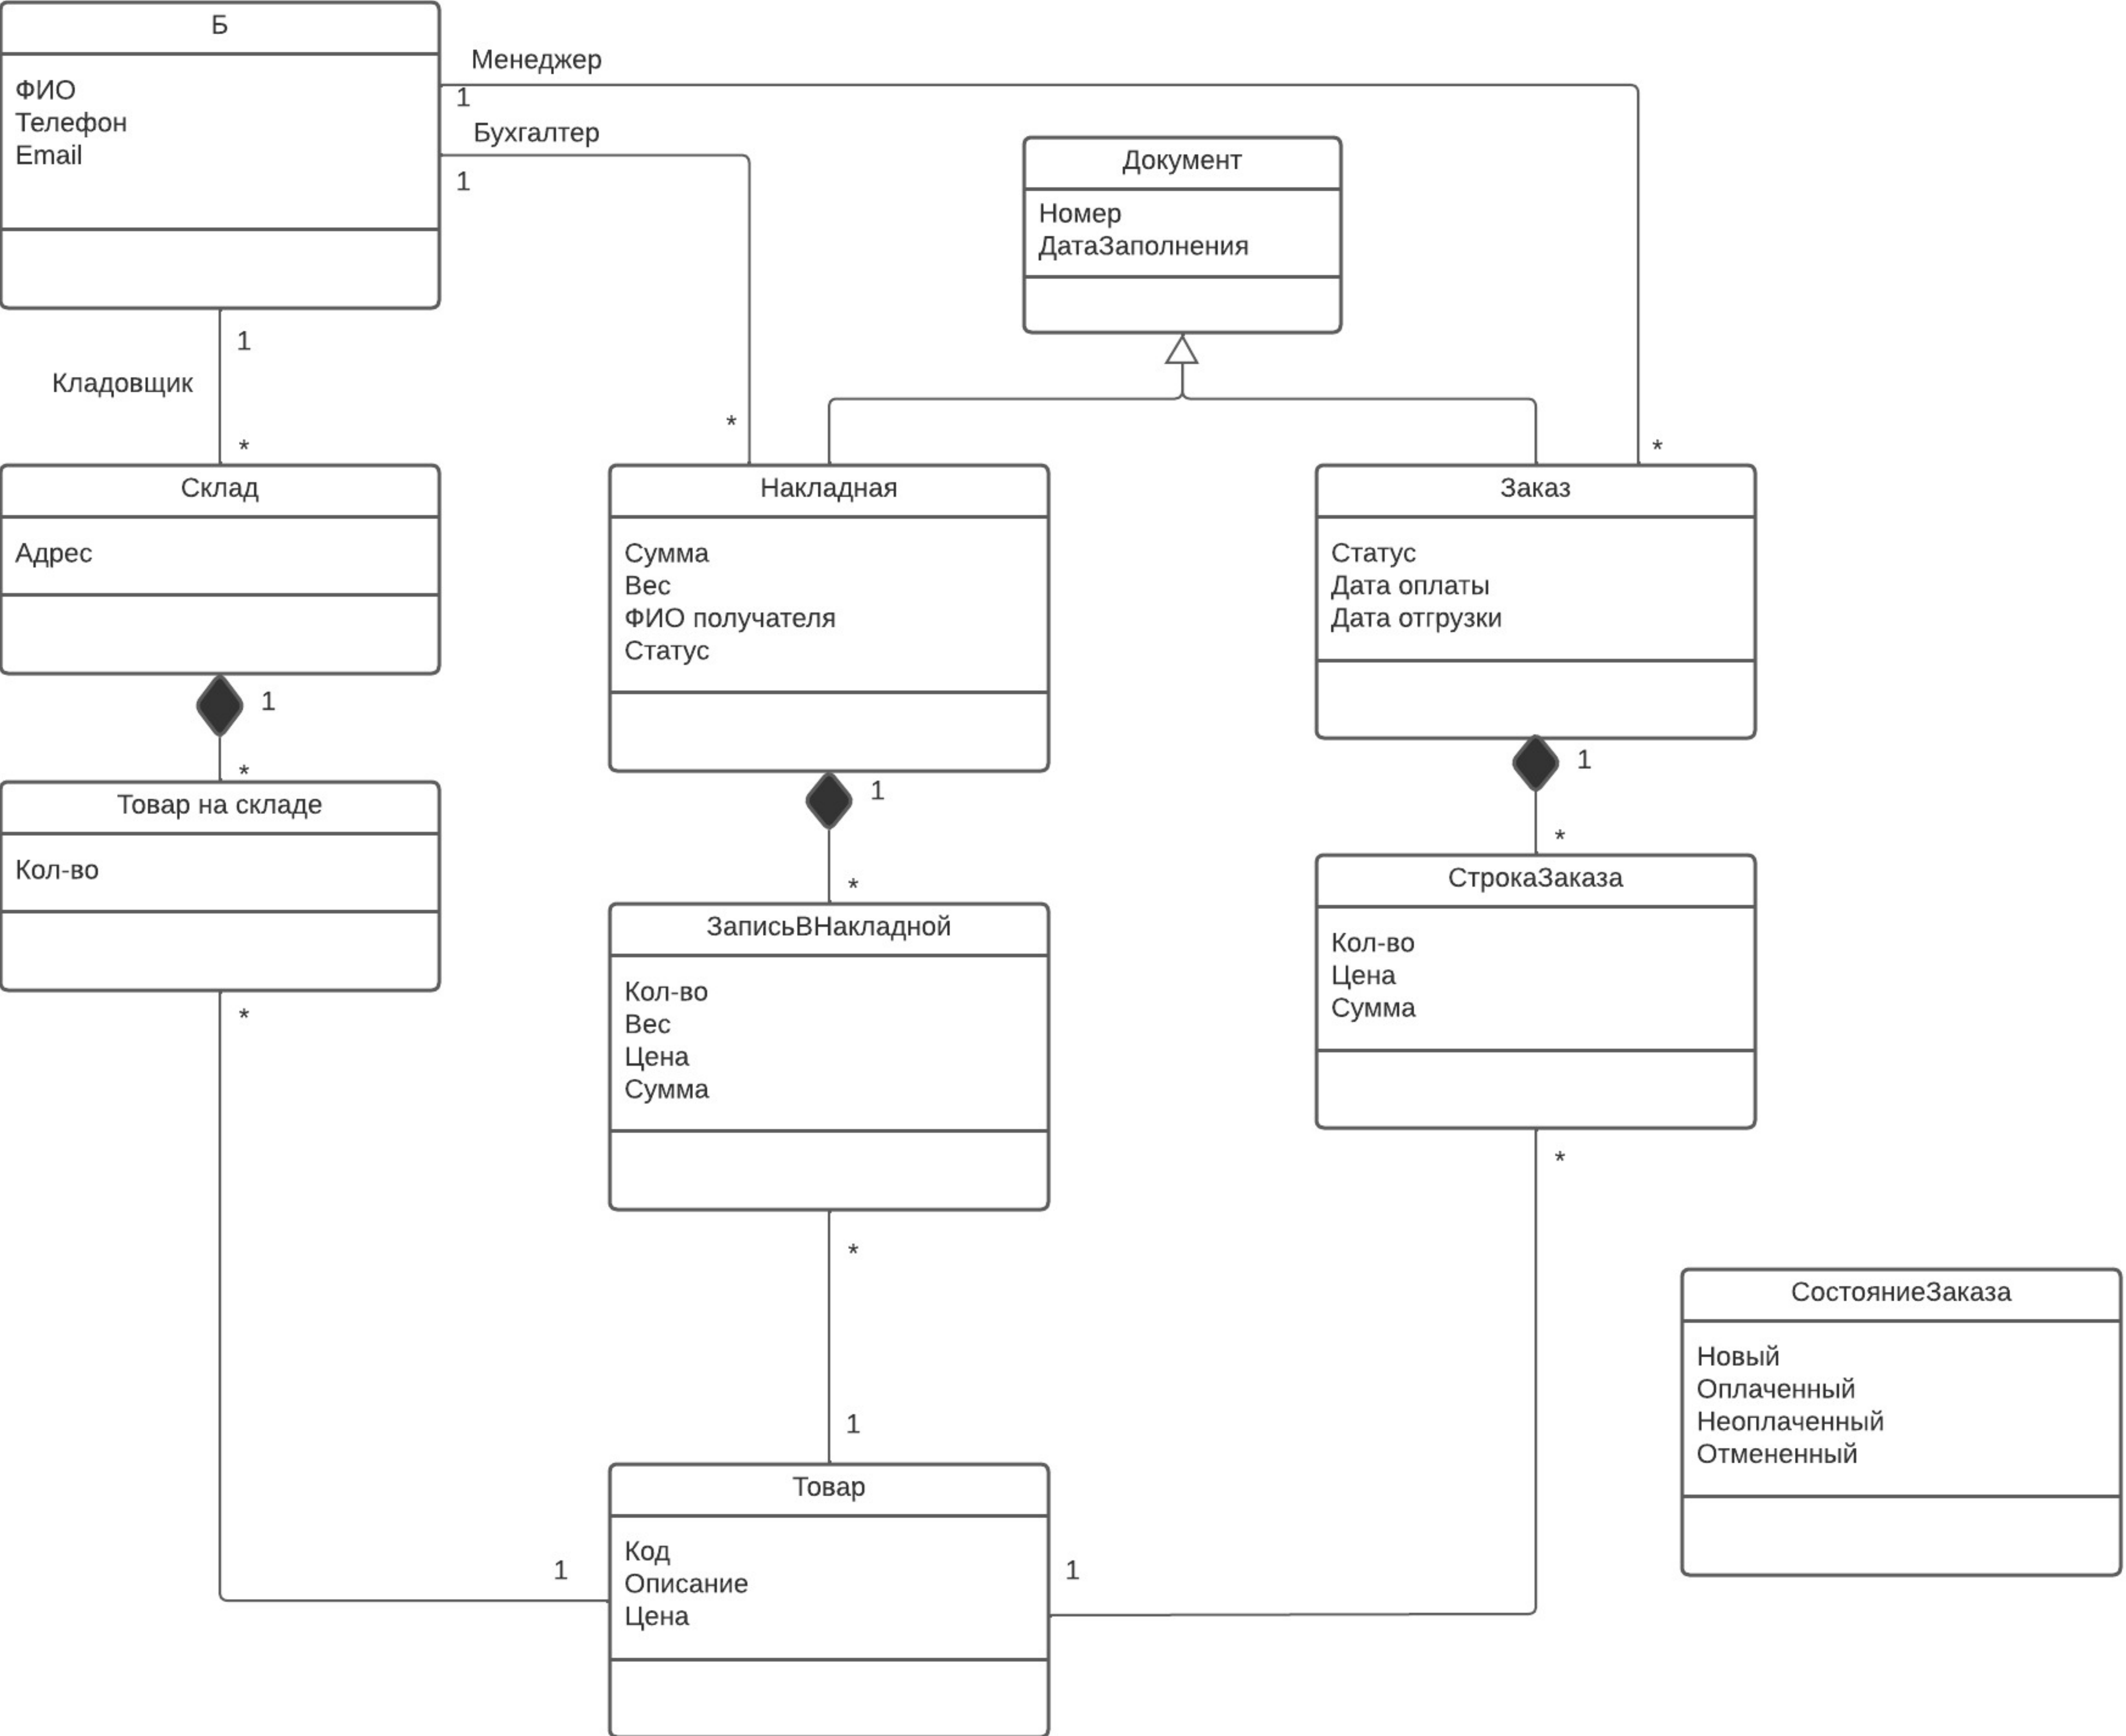 Б
ФИО
Телефон
Email
Менеджер
1
Бухгалтер
1
Документ
Номер
ДатаЗаполнения
1
Кладовщик
*
*
*
Склад
Адрес
1
*
Накладная
Сумма
Вес
ФИО получателя
Статус
1
*
Заказ
Статус
Дата оплаты
Дата отгрузки
1
*
Товар на складе
Кол-во
*
ЗаписьВНакладной
Кол-во
Вес
Цена
Сумма
*
1
СтрокаЗаказа
Кол-во
Цена
Сумма
*
СостояниеЗаказа
Новый
Оплаченный
Неоплаченный
Отмененный
1
Товар
Код
Описание
Цена
1